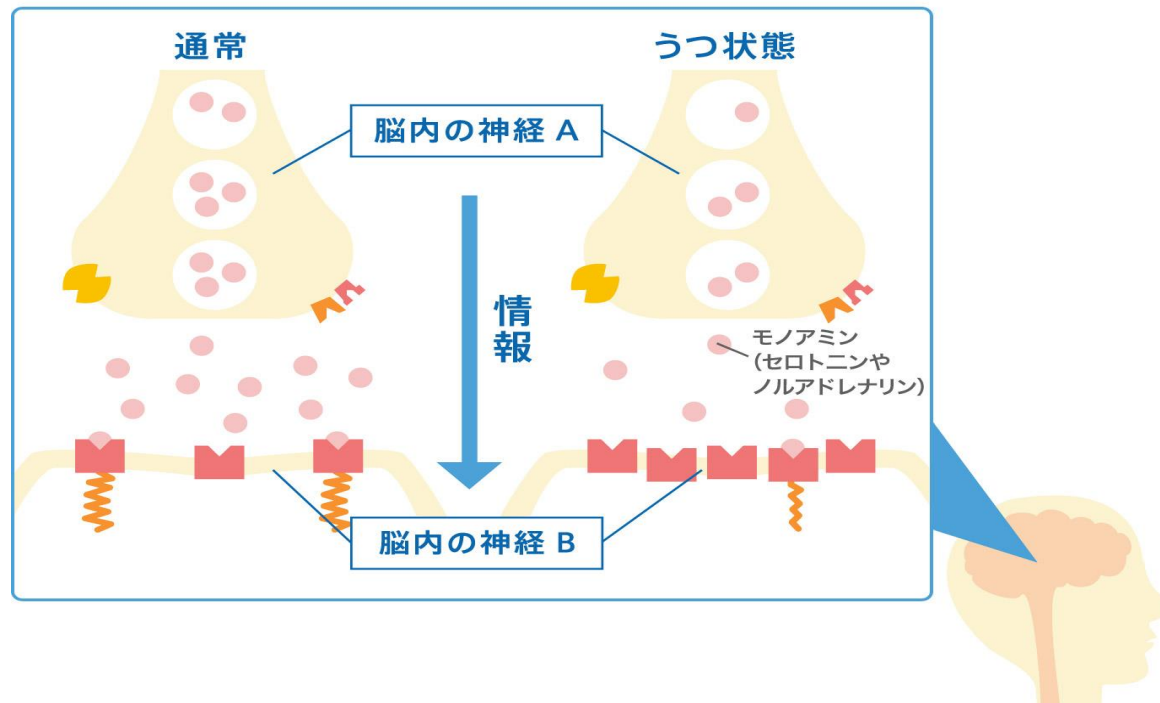 通常
うつ状態
脳内の神経 A
情報
モノアミン
（セロトニンや
ノルアドレナリン）
脳内の神経 B